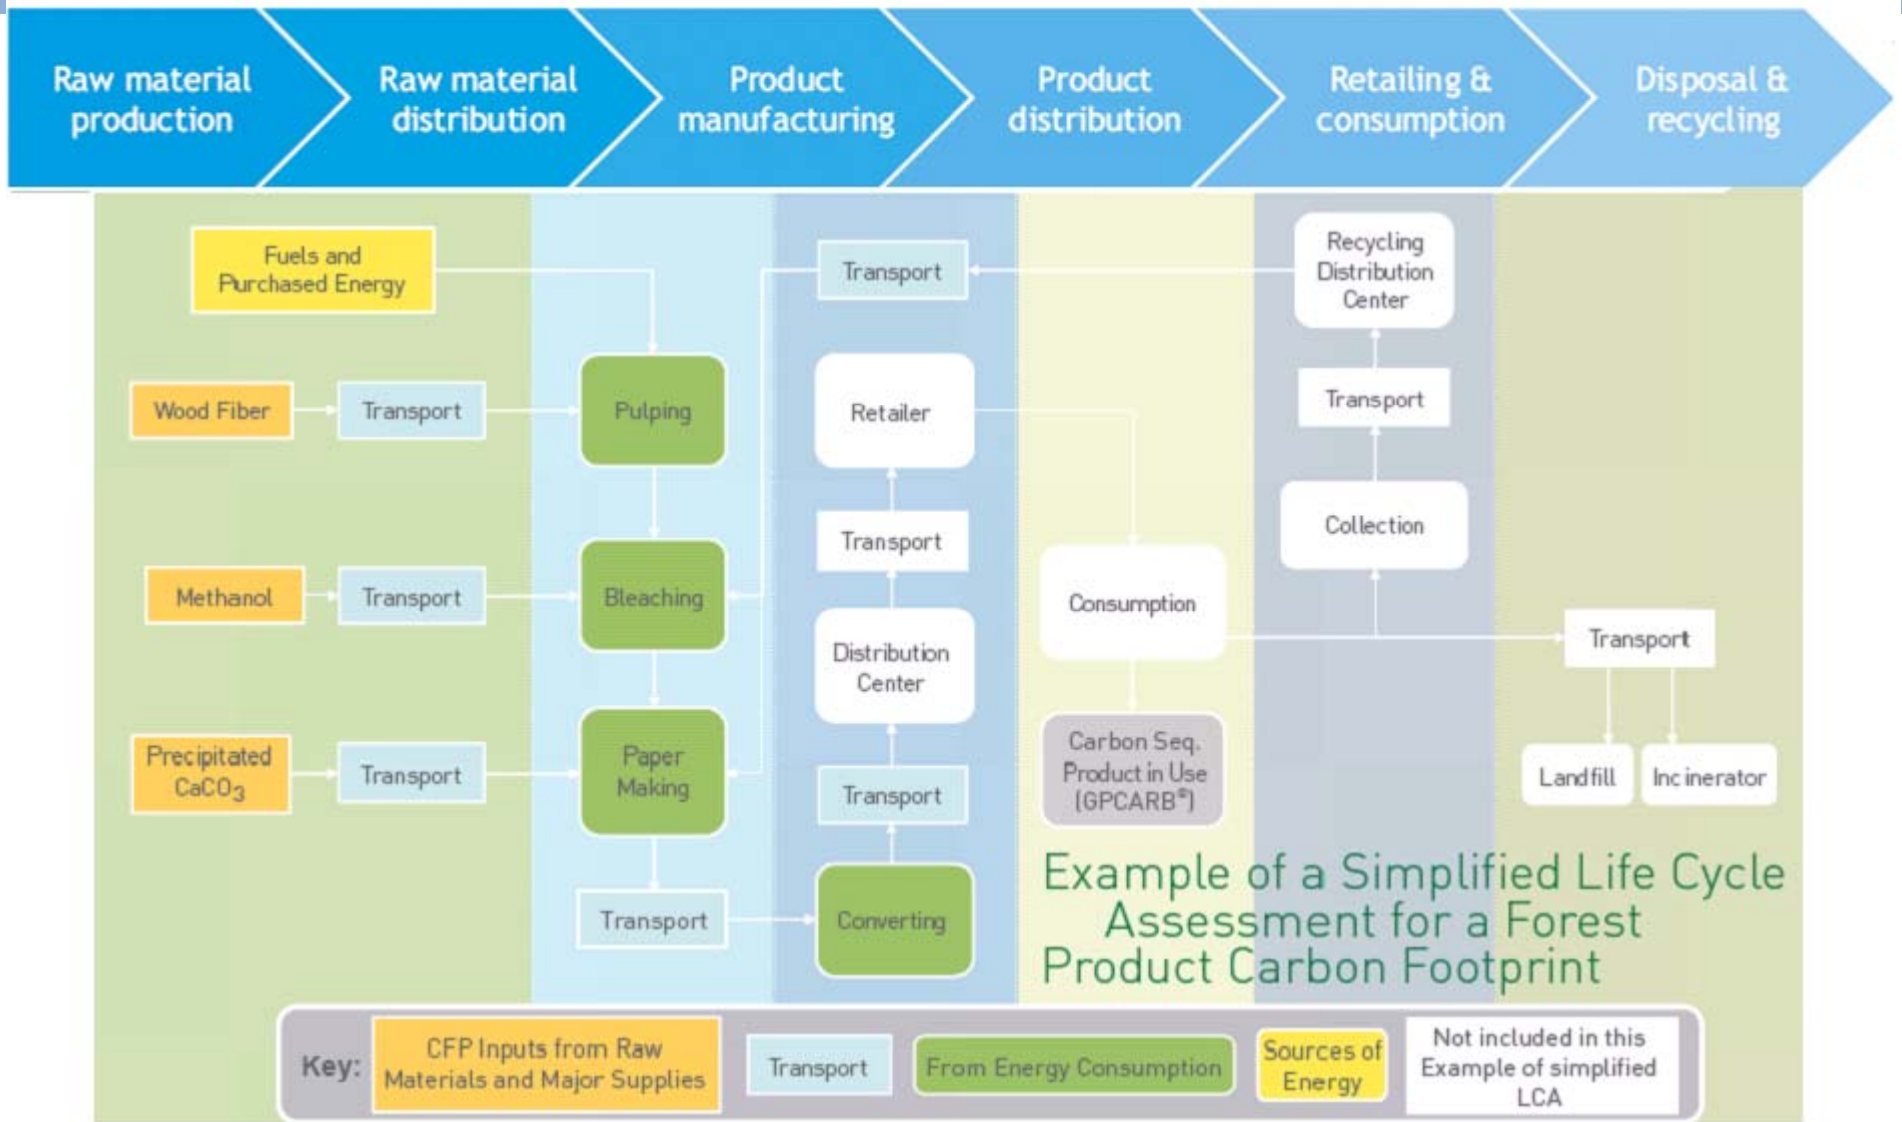 Raw material
production
Raw material
distribution
Product
manufacturing
Product
distribution
Retailing &
consumption
Disposal &
recycling
Fuels and
Purchased Energy
Transport
Recycling
Distribution
Center
Wood Fiber
Transport
Pulping
Retailer
Transport
Transport
Collection
Methanol
Transport
Bleaching
Consumption
Distribution
Center
Transport
Precipitated
CaCO₃
Transport
Paper
Making
Transport
Carbon Seq.
Product in Use
(GPCARB®)
Landfill
Incinerator
Transport
Converting
Example of a Simplified Life Cycle
Assessment for a Forest
Product Carbon Footprint
Key:
CFP Inputs from Raw
Materials and Major Supplies
Transport
From Energy Consumption
Sources of
Energy
Not included in this
Example of simplified
LCA